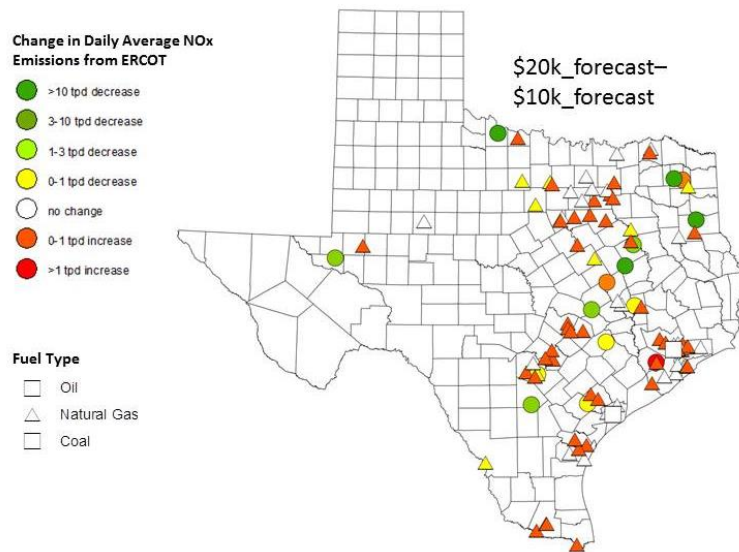 Change in Daily Average NOx
Emissions from ERCOT
>10 tpd decrease
3-10 tpd decrease
1-3 tpd decrease
0-1 tpd decrease
no change
0-1 tpd increase
>1 tpd increase
$20k_forecast–
$10k_forecast
Fuel Type
Oil
Natural Gas
Coal